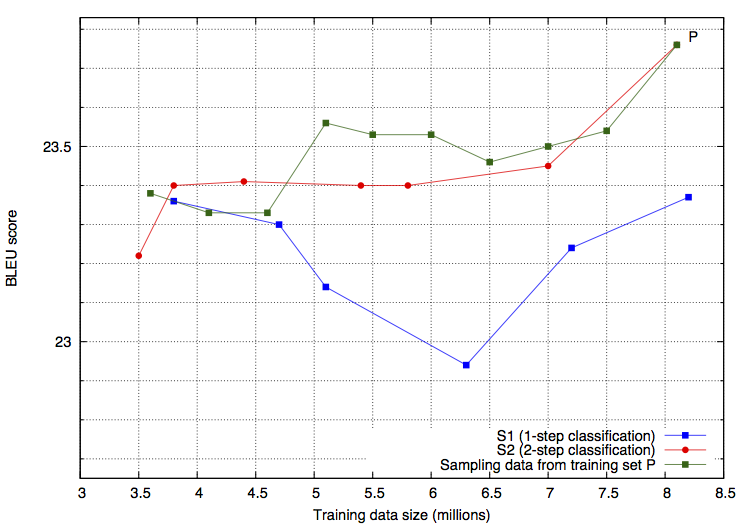 P
23.5
BLEU score
23
S1 (1-step classification)
S2 (2-step classification)
Sampling data from training set P
3 3.5 4 4.5 5 5.5 6 6.5 7 7.5 8 8.5
Training data size (millions)